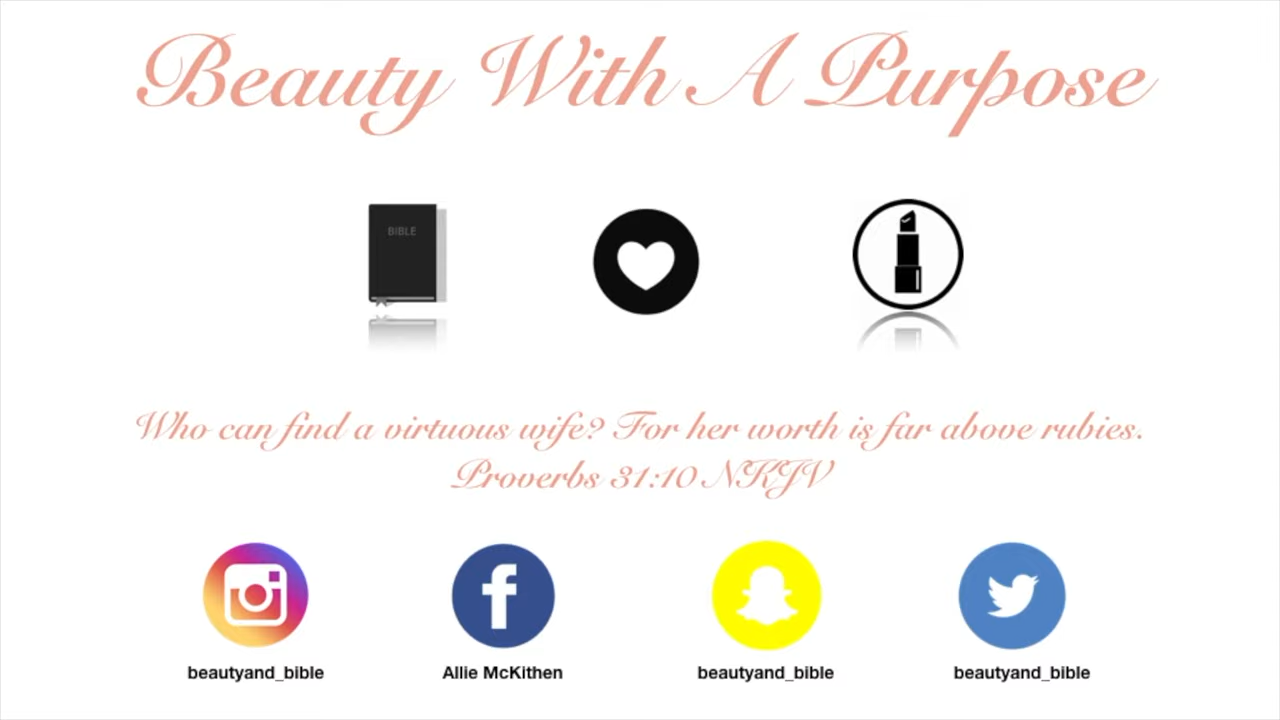 Beauty With A Purpose
BIBLE
Who can find a virtuous wife? For her worth is far above rubies.
Proverbs 31:10 NKJV
beautyand_bible
Allie McKithen
beautyand_bible
beautyand_bible